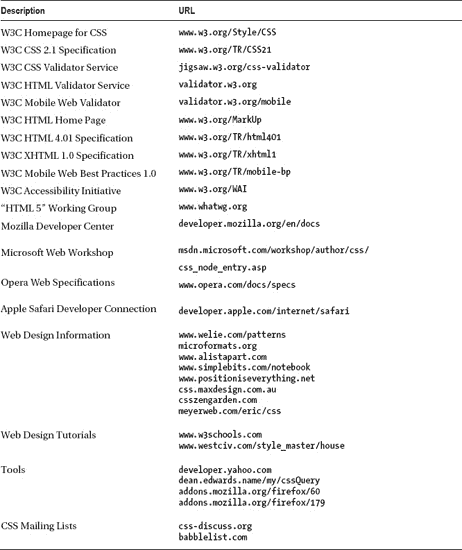 Description URL
W3C Homepage for CSS www.w3.org/Style/CSS
W3C CSS 2.1 Specification www.w3.org/TR/CSS21
W3C CSS Validator Service jigsaw.w3.org/css-validator
W3C HTML Validator Service validator.w3.org
W3C Mobile Web Validator validator.w3.org/mobile
W3C HTML Home Page www.w3.org/MarkUp
W3C HTML 4.01 Specification www.w3.org/TR/html401
W3C XHTML 1.0 Specification www.w3.org/TR/xhtml1
W3C Mobile Web Best Practices 1.0 www.w3.org/TR/mobile-bp
W3C Accessibility Initiative www.w3.org/WAI
“HTML 5” Working Group www.whatwg.org
Mozilla Developer Center developer.mozilla.org/en/docs
Microsoft Web Workshop msdn.microsoft.com/workshop/author/css/
css_node_entry.asp
Opera Web Specifications www.opera.com/docs/specs
Apple Safari Developer Connection developer.apple.com/internet/safari
Web Design Information www.welie.com/patterns
microformats.org
www.alistapart.com
www.simplebits.com/notebook
www.positioniseverything.net
css.maxdesign.com.au
csszengarden.com
meyerweb.com/eric/css
Web Design Tutorials www.w3schools.com
www.westciv.com/style_master/house
Tools developer.yahoo.com
dean.edwards.name/my/cssQuery
addons.mozilla.org/firefox/60
addons.mozilla.org/firefox/179
CSS Mailing Lists css-discuss.org
babblelist.com